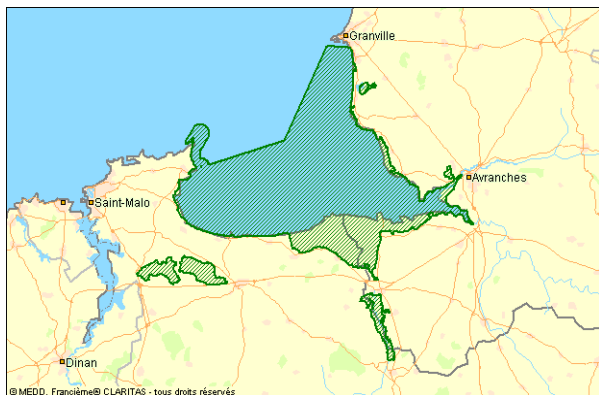 Granville
Avranches
Saint-Malo
Dinan
© MEDD, Francième® CLARITAS - tous droits réservés